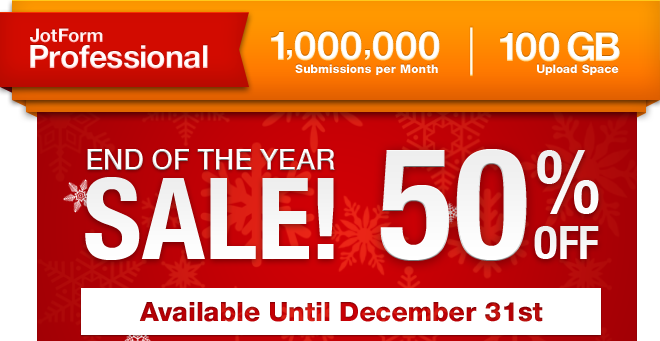 JotForm
Professional
1,000,000
Submissions per Month
100 GB
Upload Space
END OF THE YEAR
SALE!
50%
OFF
Available Until December 31st